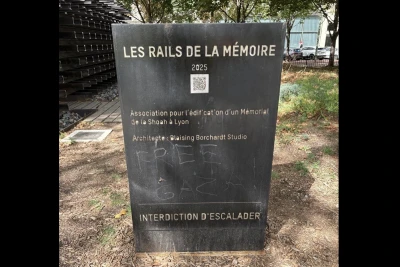 LES RAILS DE LA MÉMOIRE
2025
Association pour l'édification d'un Mémorial
de la Shoah à Lyon
Architecte : Blaising Borchardt Studio
FREE
GAZA
INTERDICTION D'ESCALADER